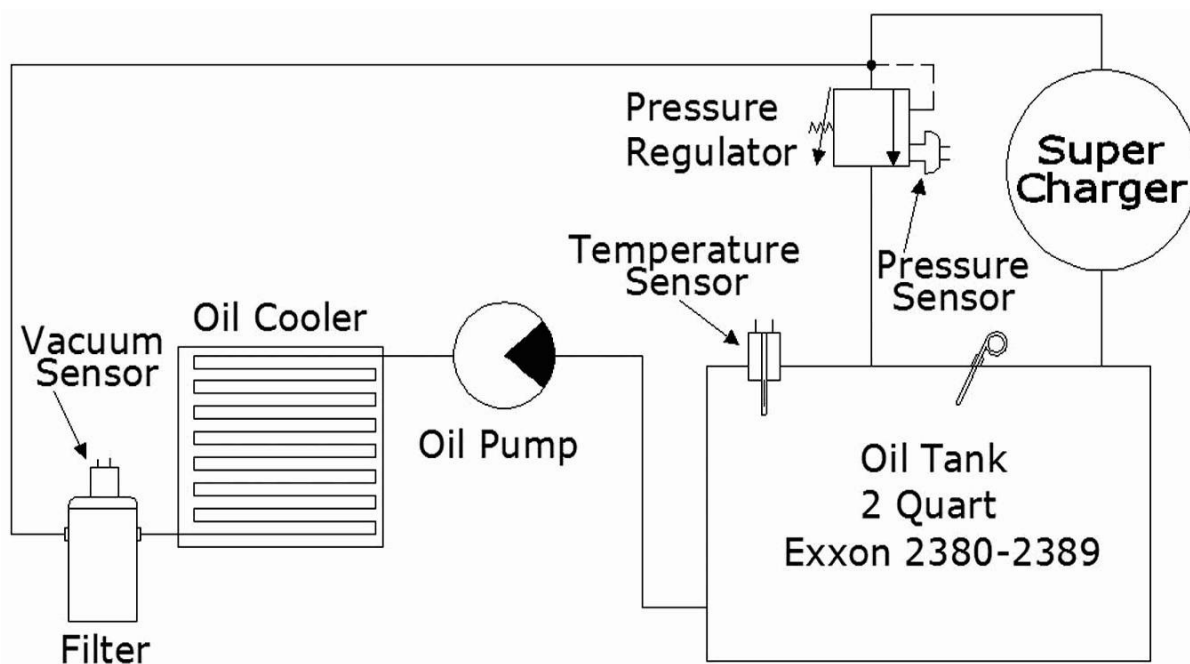 Pressure
Regulator
Super
Charger
Temperature
Sensor
Pressure
Sensor
Oil Cooler
Vacuum
Sensor
Oil Pump
Oil Tank
2 Quart
Exxon 2380-2389
Filter